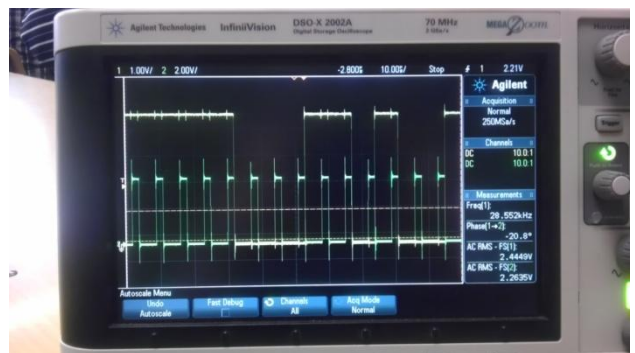 Agilent Technologies InfiniiVision DSO-X 2002A Digital Storage Oscilloscope 70 MHz MEGA Zoom
1 1.00V/ 2 2.00V/ -2.800% 10.00%/ Stop 1 2.21V
Agilent
Acquisition
Normal
250MSa/s
Channels
DC 10.0:1
DC 10.0:1
Measurements
Freq(1):
28.552kHz
Phase(1→2):
-20.8°
AC RMS - FS(1):
2.4449V
AC RMS - FS(2):
2.2635V
Autoscale Menu
Undo Autoscale
Fast Debug
Channels All
Acq Mode Normal